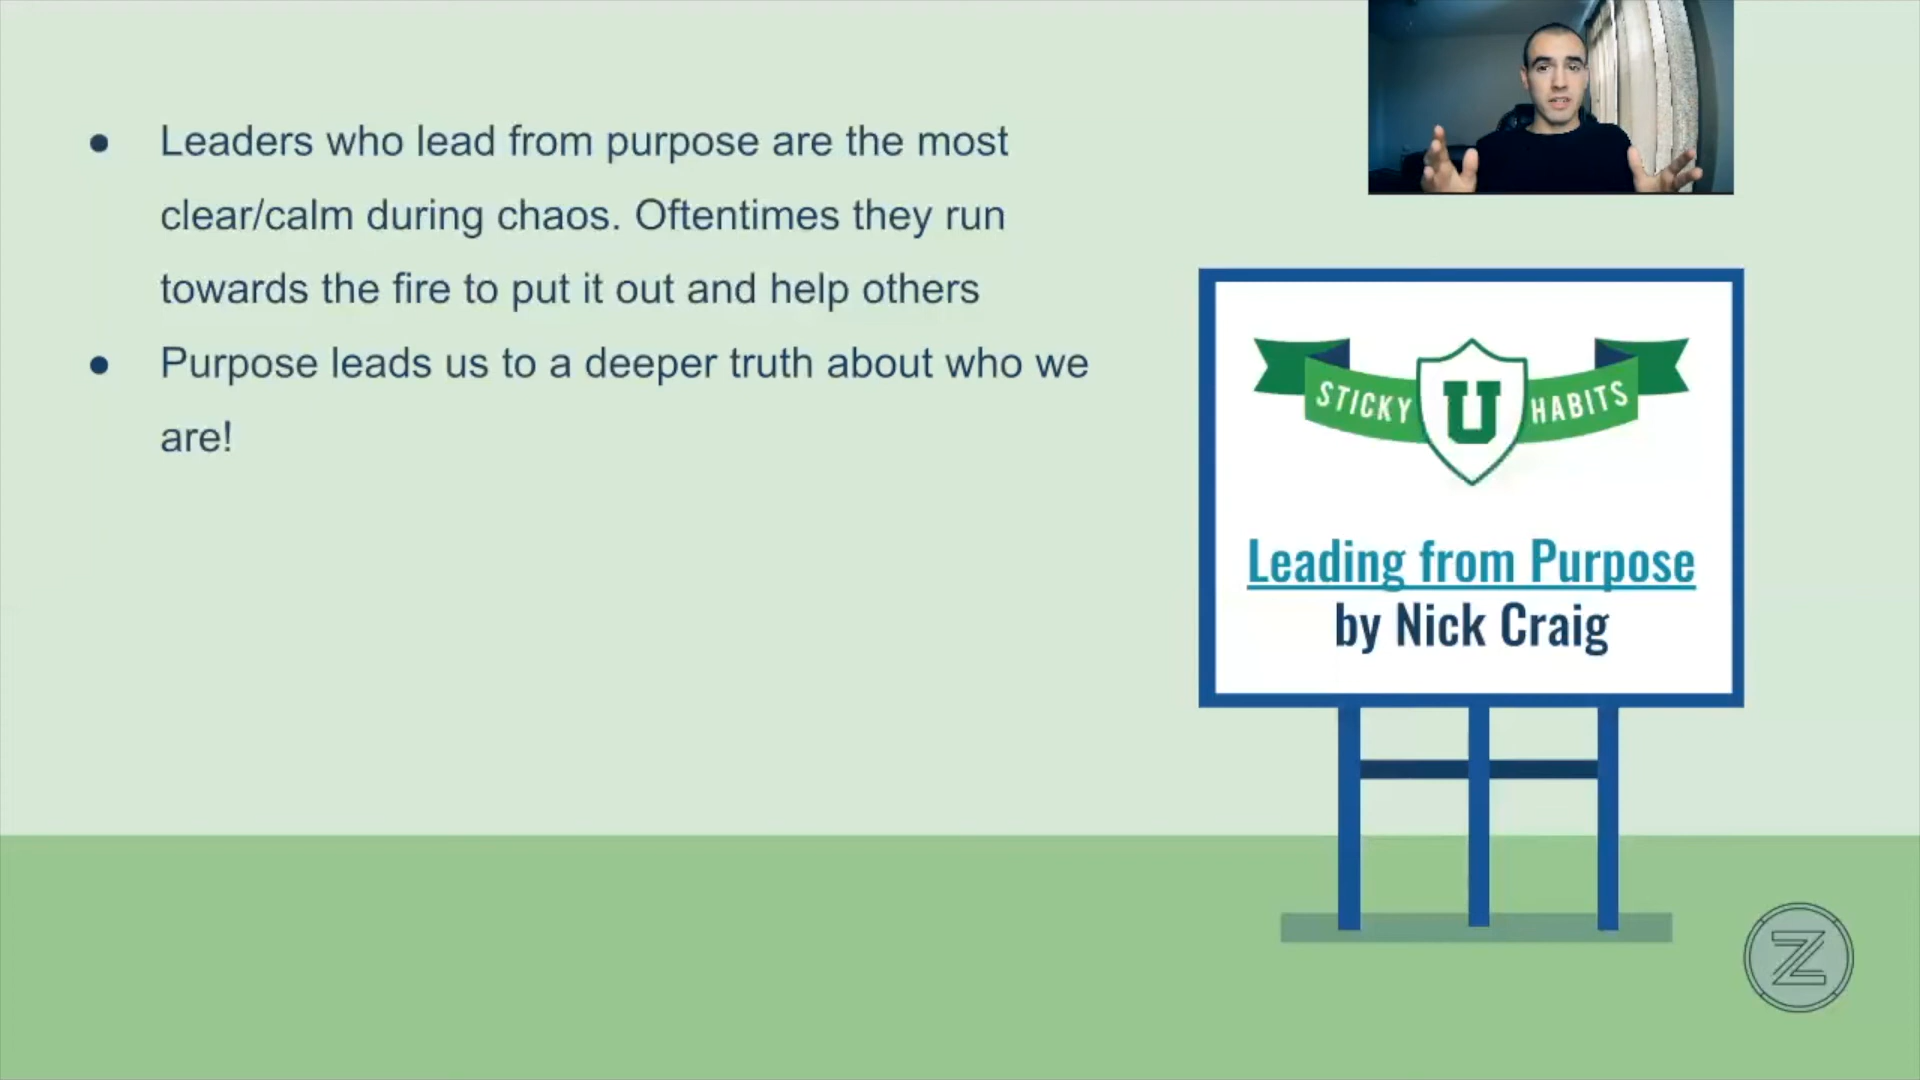 ● Leaders who lead from purpose are the most
clear/calm during chaos. Oftentimes they run
towards the fire to put it out and help others
● Purpose leads us to a deeper truth about who we
are!
STICKY U HABITS
Leading from Purpose
by Nick Craig
Z